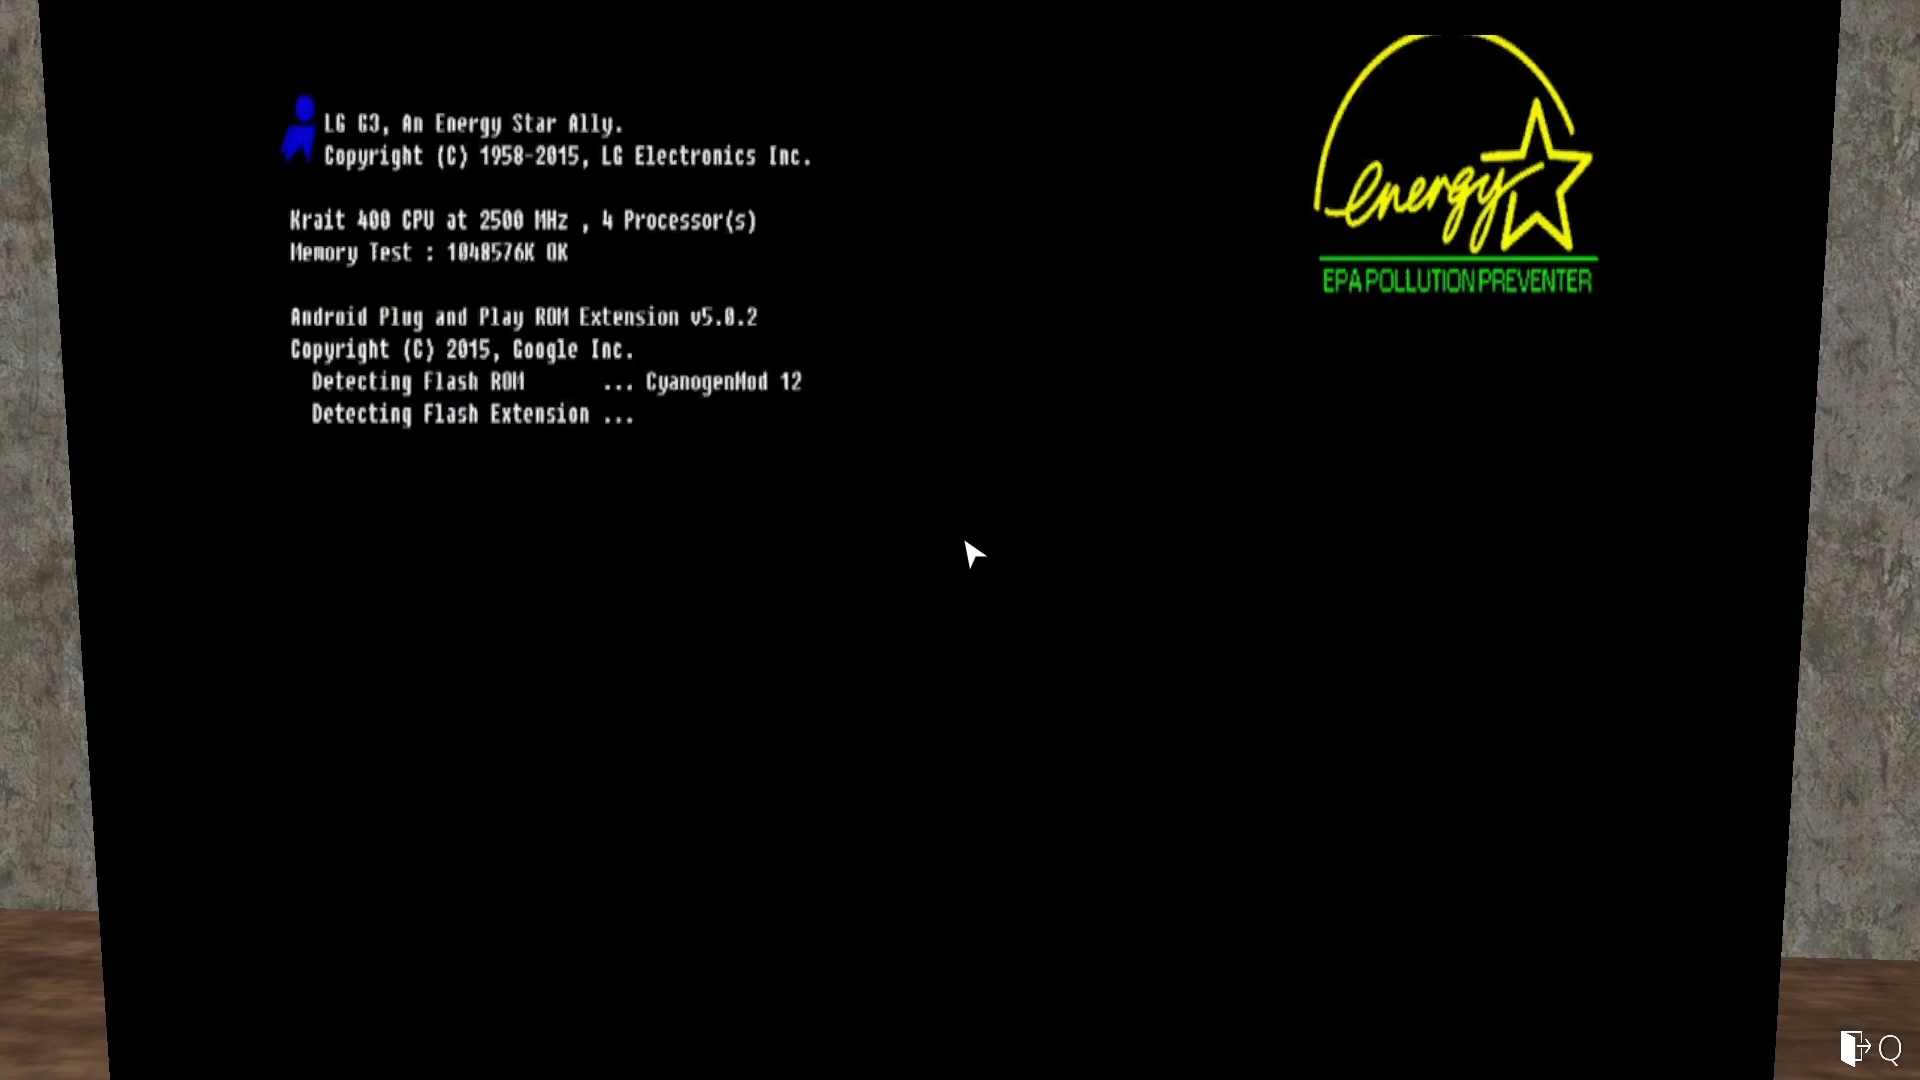 LG G3, An Energy Star Ally.
Copyright (C) 1958-2015, LG Electronics Inc.
Krait 400 CPU at 2500 MHz , 4 Processor(s)
Memory Test : 1048576K OK
Android Plug and Play ROM Extension v5.0.2
Copyright (C) 2015, Google Inc.
Detecting Flash ROM ... CyanogenMod 12
Detecting Flash Extension ...
energy
EPA POLLUTION PREVENTER
Q